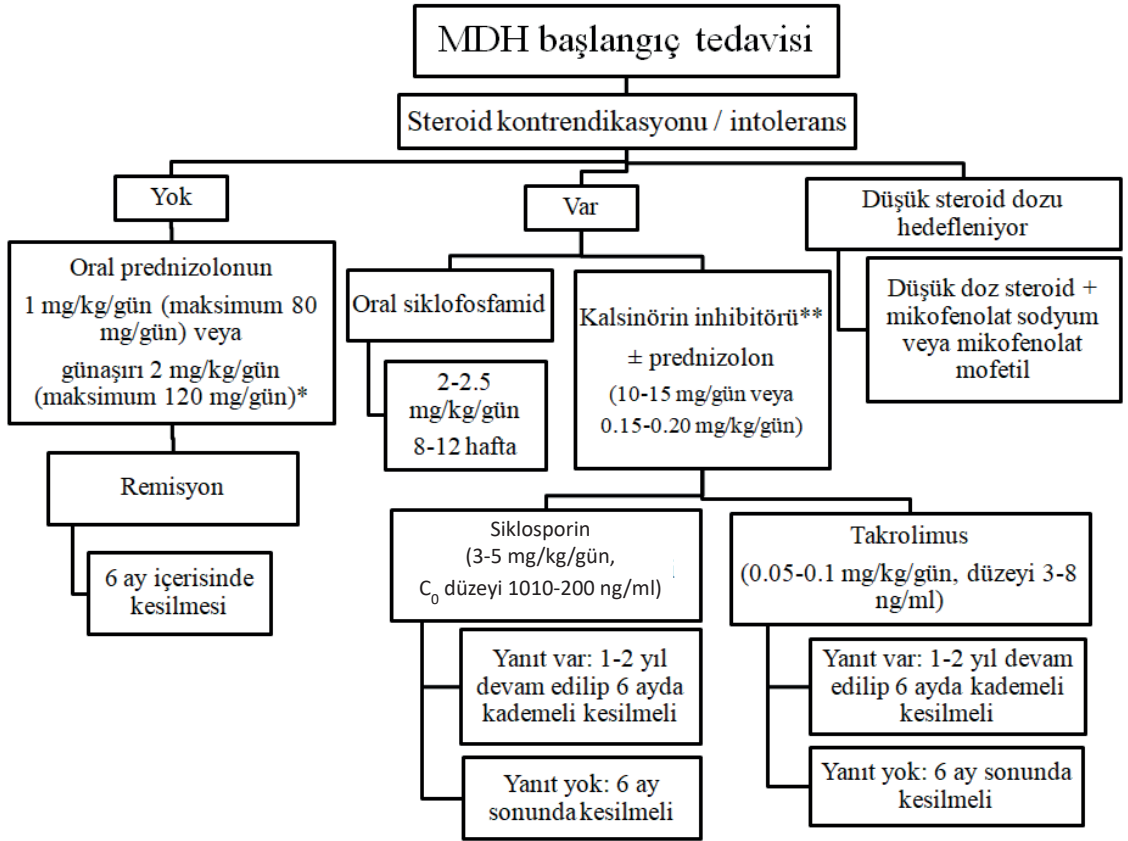 MDH başlangıç tedavisi
Steroid kontrendikasyonu / intolerans
Yok
Oral prednizolonun
1 mg/kg/gün (maksimum 80
mg/gün) veya
günaşırı 2 mg/kg/gün
(maksimum 120 mg/gün)*
Remisyon
6 ay içerisinde
kesilmesi
Var
Oral siklofosfamid
2-2.5
mg/kg/gün
8-12 hafta
Kalsinörin inhibitörü**
± prednizolon
(10-15 mg/gün veya
0.15-0.20 mg/kg/gün)
Siklosporin
(3-5 mg/kg/gün,
C0 düzeyi 1010-200 ng/ml)
Yanıt var: 1-2 yıl
devam edilip 6 ayda
kademeli kesilmeli
Yanıt yok: 6 ay
sonunda kesilmeli
Takrolimus
(0.05-0.1 mg/kg/gün, düzeyi 3-8
ng/ml)
Yanıt var: 1-2 yıl devam
edilip 6 ayda kademeli
kesilmeli
Yanıt yok: 6 ay sonunda
kesilmeli
Düşük steroid dozu
hedefleniyor
Düşük doz steroid +
mikofenolat sodyum
veya mikofenolat
mofetil